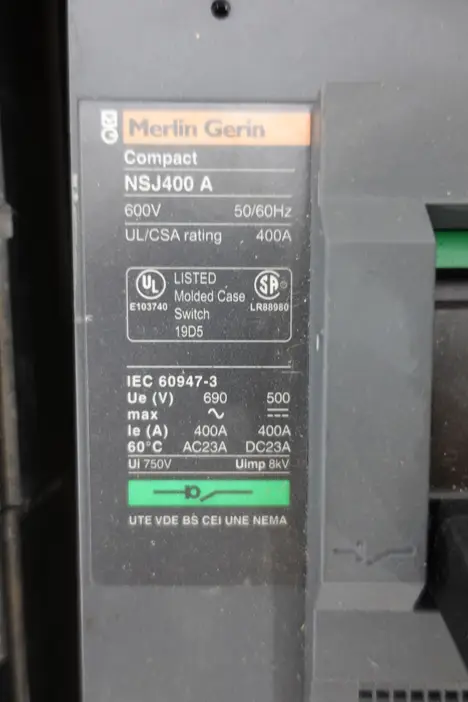 Merlin Gerin
Compact
NSJ400 A
600V 50/60Hz
UL/CSA rating 400A
UL LISTED SA
Molded Case
E103740 LR88980
Switch
19D5
IEC 60947-3
Ue (V) 690 500
max ~ ⎓
Ie (A) 400A 400A
60°C AC23A DC23A
Ui 750V Uimp 8kV
UTE VDE BS CEI UNE NEMA